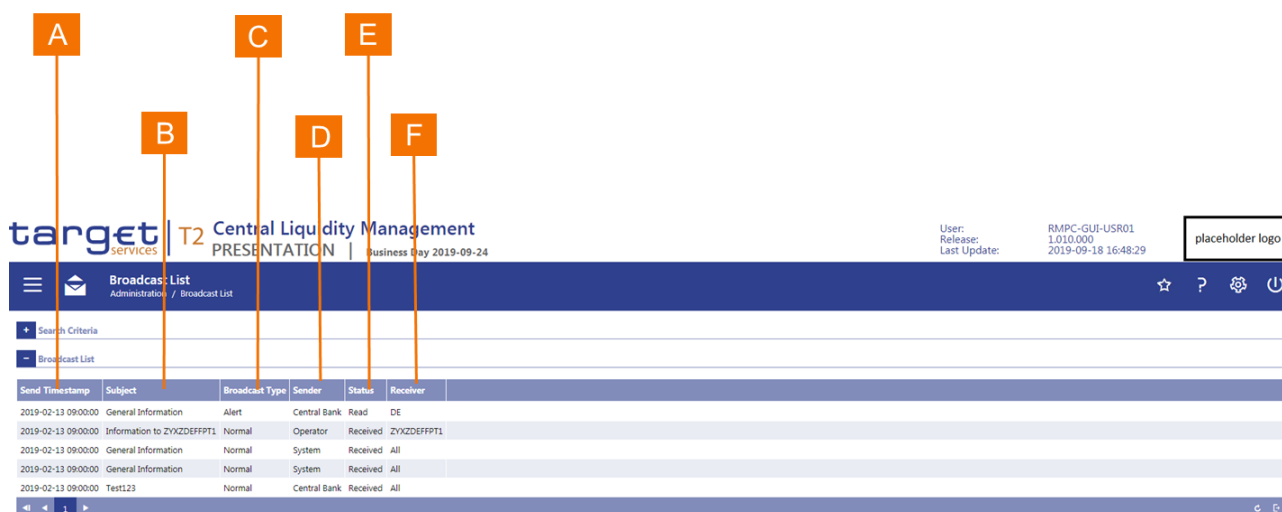 A
C
E
B
D
F
target services T2 Central Liquidity Management
PRESENTATION | Business Day 2019-09-24
User: RMPC-GUI-USR01
Release: 1.010.000
Last Update: 2019-09-18 16:48:29
placeholder logo
Broadcast List
Administration / Broadcast List
?
+ Search Criteria
− Broadcast List
Send Timestamp Subject Broadcast Type Sender Status Receiver
2019-02-13 09:00:00 General Information Alert Central Bank Read DE
2019-02-13 09:00:00 Information to ZYXZDEFFPT1 Normal Operator Received ZYXZDEFFPT1
2019-02-13 09:00:00 General Information Normal System Received All
2019-02-13 09:00:00 General Information Normal System Received All
2019-02-13 09:00:00 Test123 Normal Central Bank Received All
1